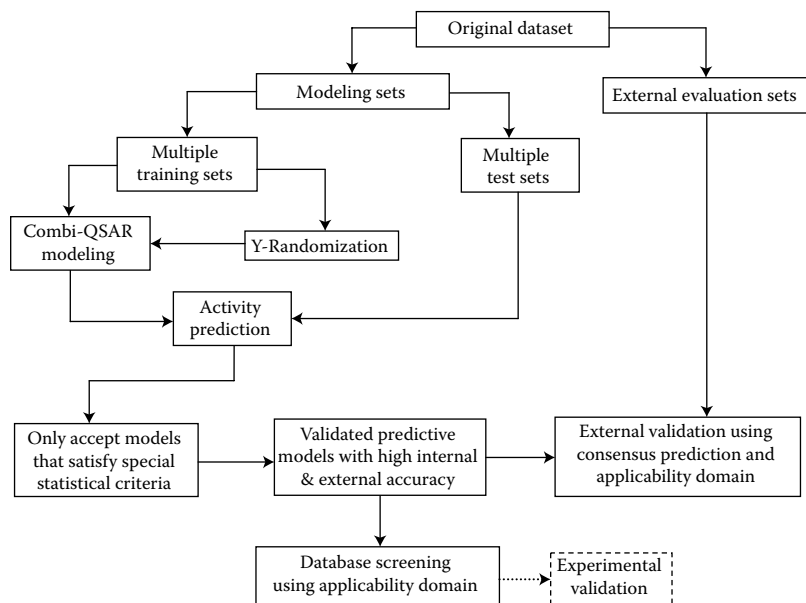 Original dataset
Modeling sets
External evaluation sets
Multiple
training sets
Multiple
test sets
Combi-QSAR
modeling
Y-Randomization
Activity
prediction
Only accept models
that satisfy special
statistical criteria
Validated predictive
models with high internal
& external accuracy
External validation using
consensus prediction and
applicability domain
Database screening
using applicability domain
Experimental
validation